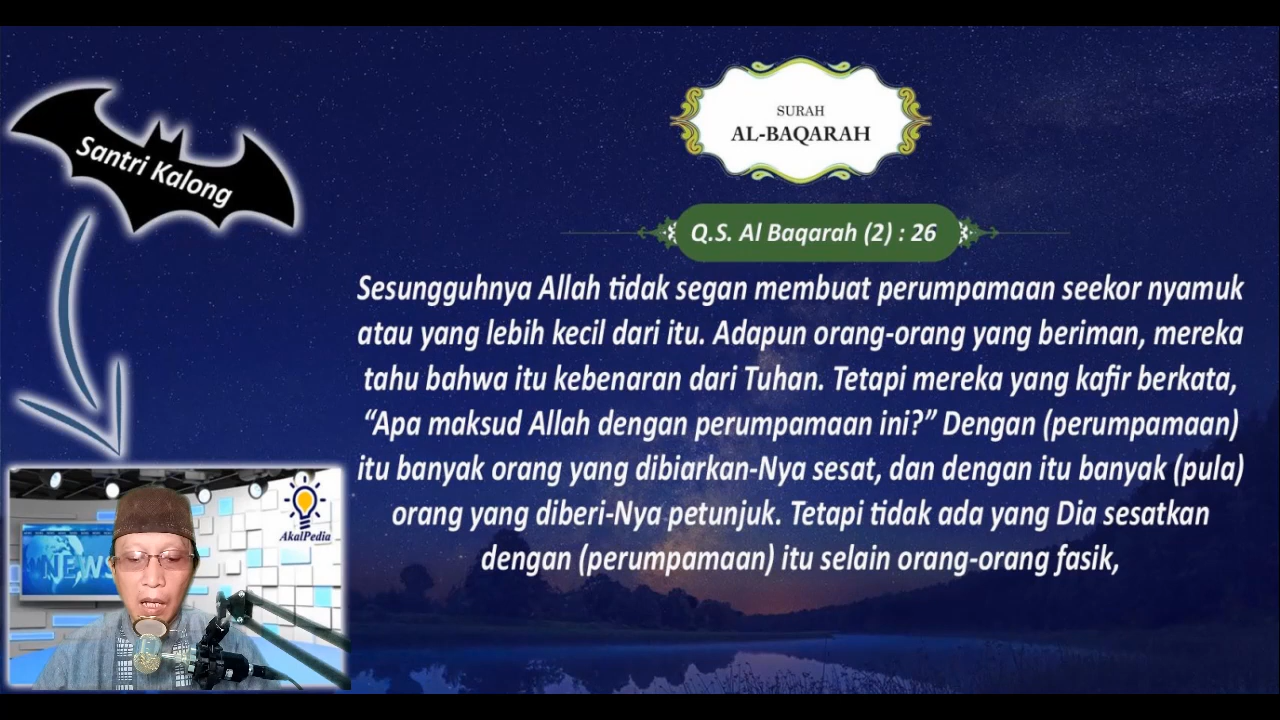 SURAH
AL-BAQARAH
Santri Kalong
Q.S. Al Baqarah (2) : 26
Sesungguhnya Allah tidak segan membuat perumpamaan seekor nyamuk
atau yang lebih kecil dari itu. Adapun orang-orang yang beriman, mereka
tahu bahwa itu kebenaran dari Tuhan. Tetapi mereka yang kafir berkata,
“Apa maksud Allah dengan perumpamaan ini?” Dengan (perumpamaan)
itu banyak orang yang dibiarkan-Nya sesat, dan dengan itu banyak (pula)
orang yang diberi-Nya petunjuk. Tetapi tidak ada yang Dia sesatkan
dengan (perumpamaan) itu selain orang-orang fasik,
AkalPedia
NEWS